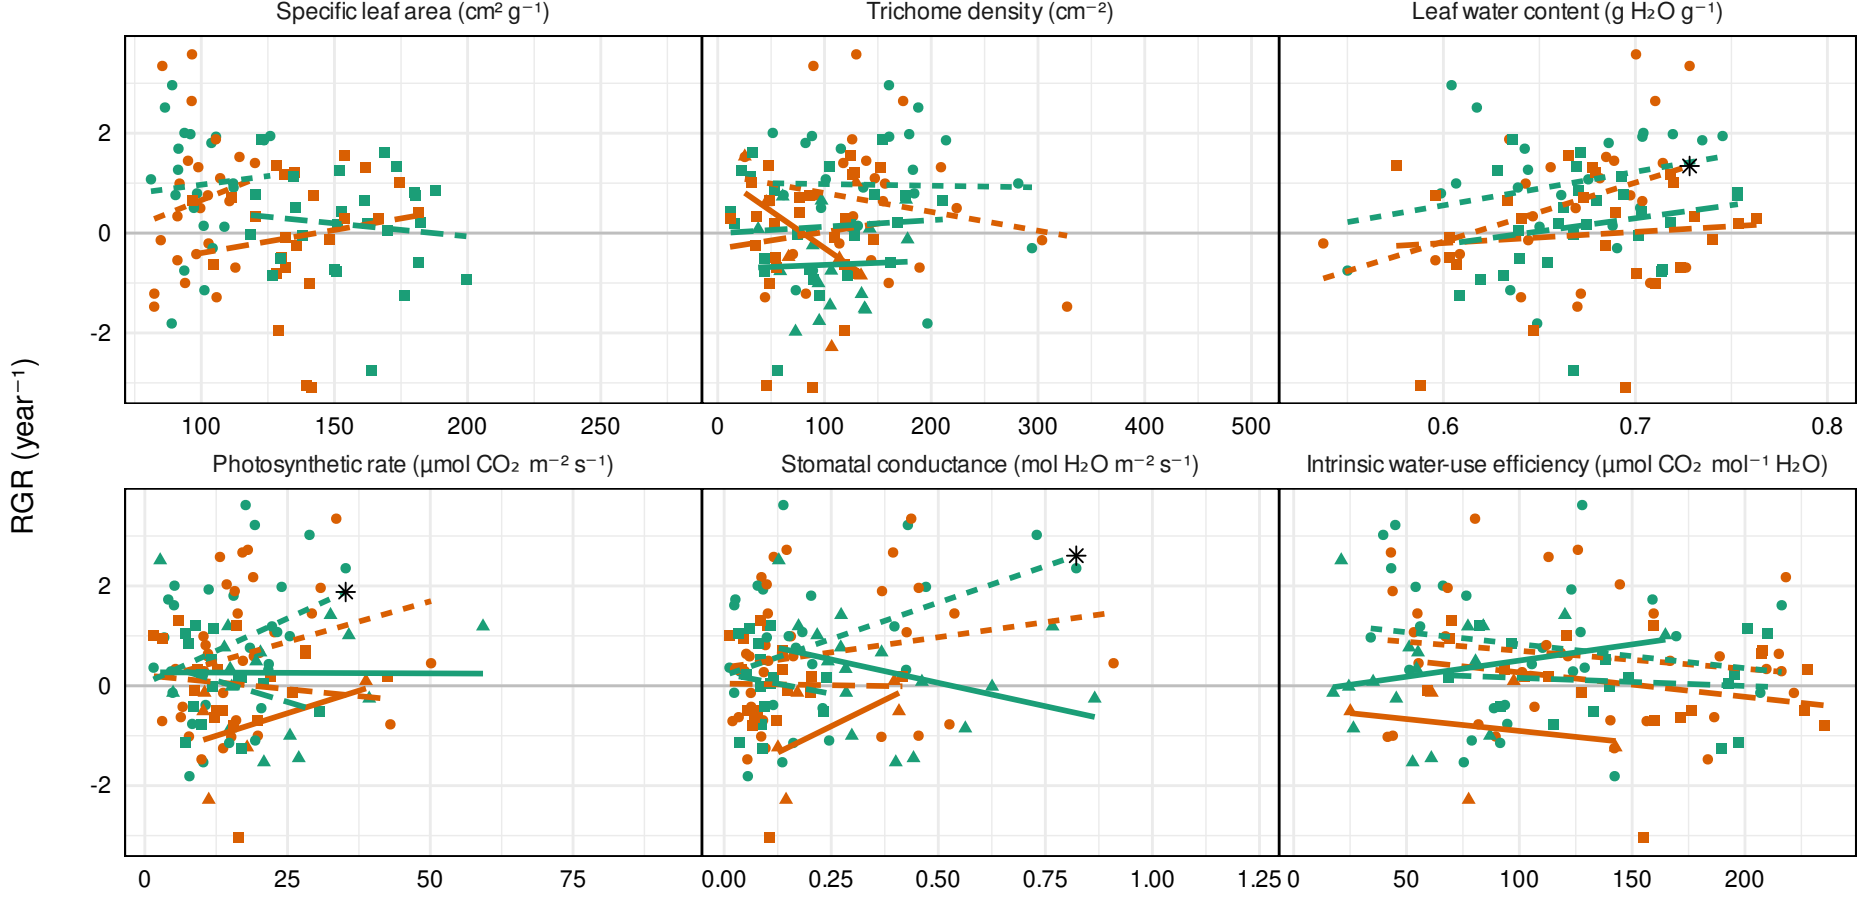 Specific leaf area (cm² g⁻¹)
Trichome density (cm⁻²)
Leaf water content (g H₂O g⁻¹)
2
0
-2
100 150 200 250
0 100 200 300 400 500
0.6 0.7 0.8
RGR (year⁻¹)
Photosynthetic rate (μmol CO₂ m⁻² s⁻¹)
Stomatal conductance (mol H₂O m⁻² s⁻¹)
Intrinsic water-use efficiency (μmol CO₂ mol⁻¹ H₂O)
2
0
-2
0 25 50 75
0.00 0.25 0.50 0.75 1.00 1.25
0 50 100 150 200